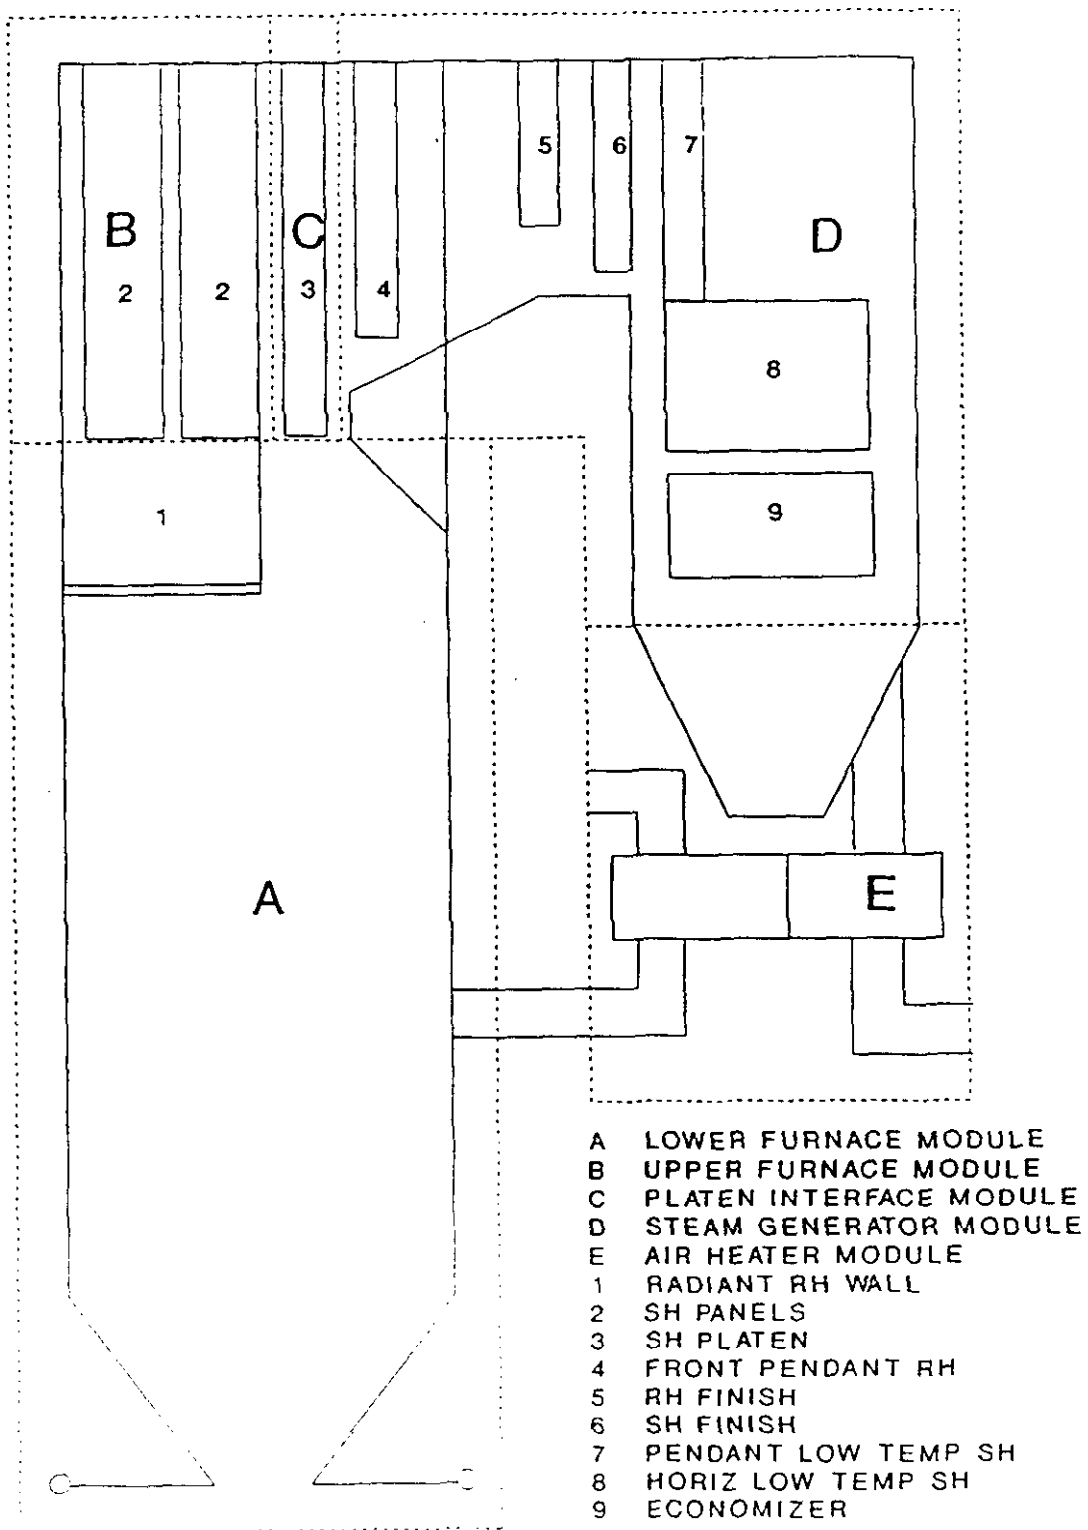 5
6
7
B
C
D
2
2
3
4
8
9
1
A
E
A LOWER FURNACE MODULE
B UPPER FURNACE MODULE
C PLATEN INTERFACE MODULE
D STEAM GENERATOR MODULE
E AIR HEATER MODULE
1 RADIANT RH WALL
2 SH PANELS
3 SH PLATEN
4 FRONT PENDANT RH
5 RH FINISH
6 SH FINISH
7 PENDANT LOW TEMP SH
8 HORIZ LOW TEMP SH
9 ECONOMIZER